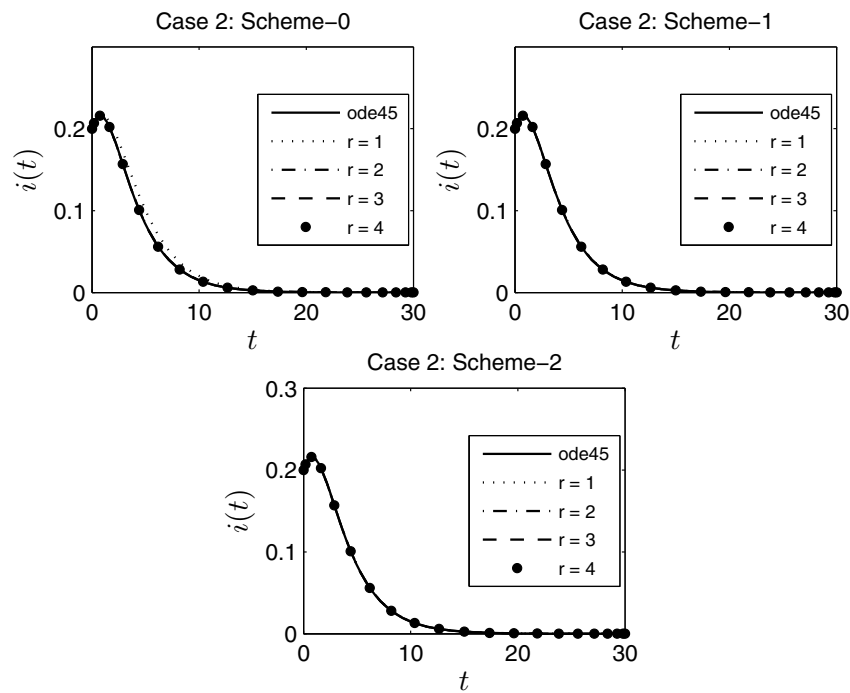 Case 2: Scheme−0
0.2
0.1
0
0
10
20
30
i(t)
t
ode45
r = 1
r = 2
r = 3
r = 4
Case 2: Scheme−1
0.2
0.1
0
0
10
20
30
i(t)
t
ode45
r = 1
r = 2
r = 3
r = 4
Case 2: Scheme−2
0.3
0.2
0.1
0
0
10
20
30
i(t)
t
ode45
r = 1
r = 2
r = 3
r = 4